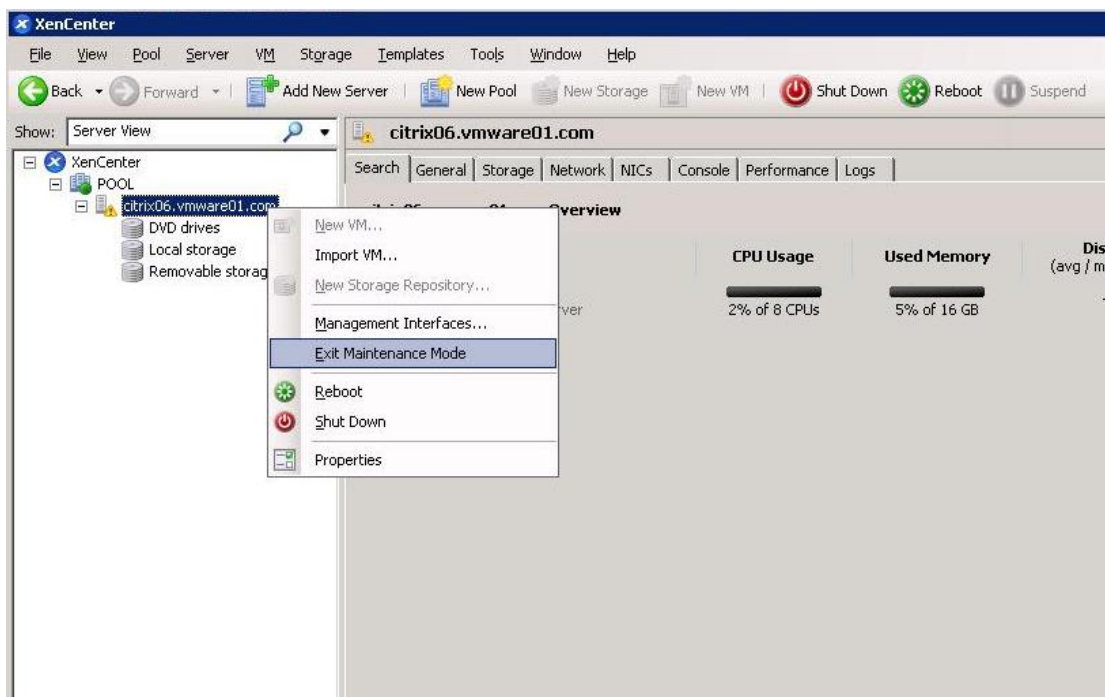 XenCenter
File View Pool Server VM Storage Templates Tools Window Help
Back Forward Add New Server New Pool New Storage New VM Shut Down Reboot Suspend
Show: Server View
citrix06.vmware01.com
Search General Storage Network NICs Console Performance Logs
XenCenter
POOL
citrix06.vmware01.com
DVD drives
Local storage
Removable storag
Overview
CPU Usage Used Memory
(avg / m
2% of 8 CPUs 5% of 16 GB
New VM...
Import VM...
New Storage Repository...
Management Interfaces...
Exit Maintenance Mode
Reboot
Shut Down
Properties